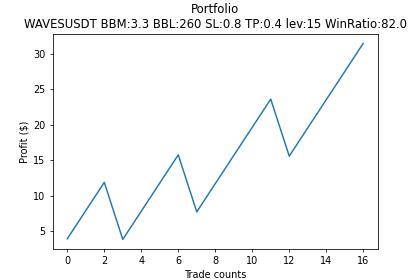 Portfolio
WAVESUSDT BBM:3.3 BBL:260 SL:0.8 TP:0.4 lev:15 WinRatio:82.0
30
25
20
15
10
5
Profit ($)
0 2 4 6 8 10 12 14 16
Trade counts